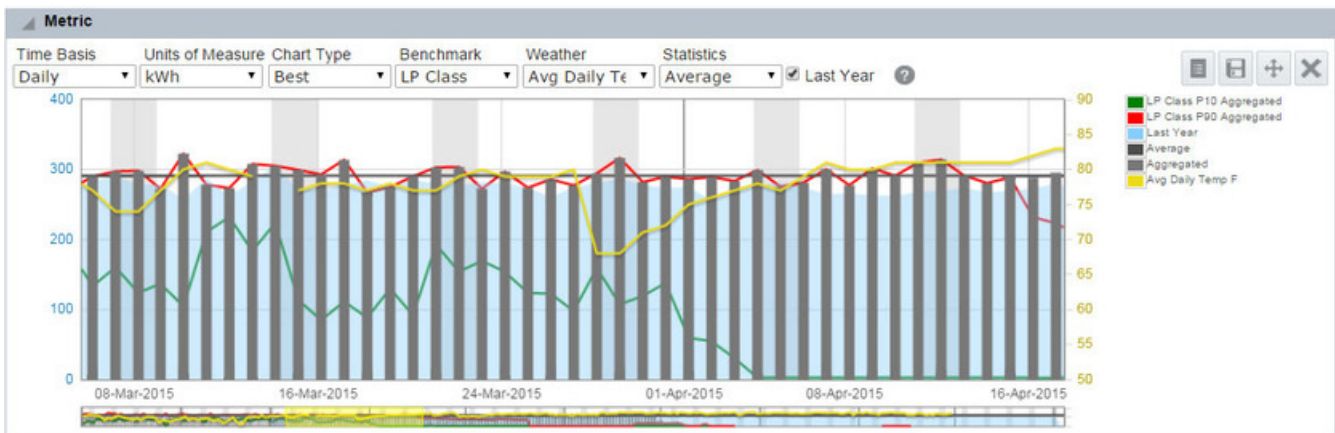 Metric
Time Basis Units of Measure Chart Type Benchmark Weather Statistics
Daily kWh Best LP Class Avg Daily Te Average Last Year ?
400 90
85
300 80
75
200 70
65
100 60
55
0 50
08-Mar-2015 16-Mar-2015 24-Mar-2015 01-Apr-2015 08-Apr-2015 16-Apr-2015
LP Class P10 Aggregated
LP Class P90 Aggregated
Last Year
Average
Aggregated
Avg Daily Temp F